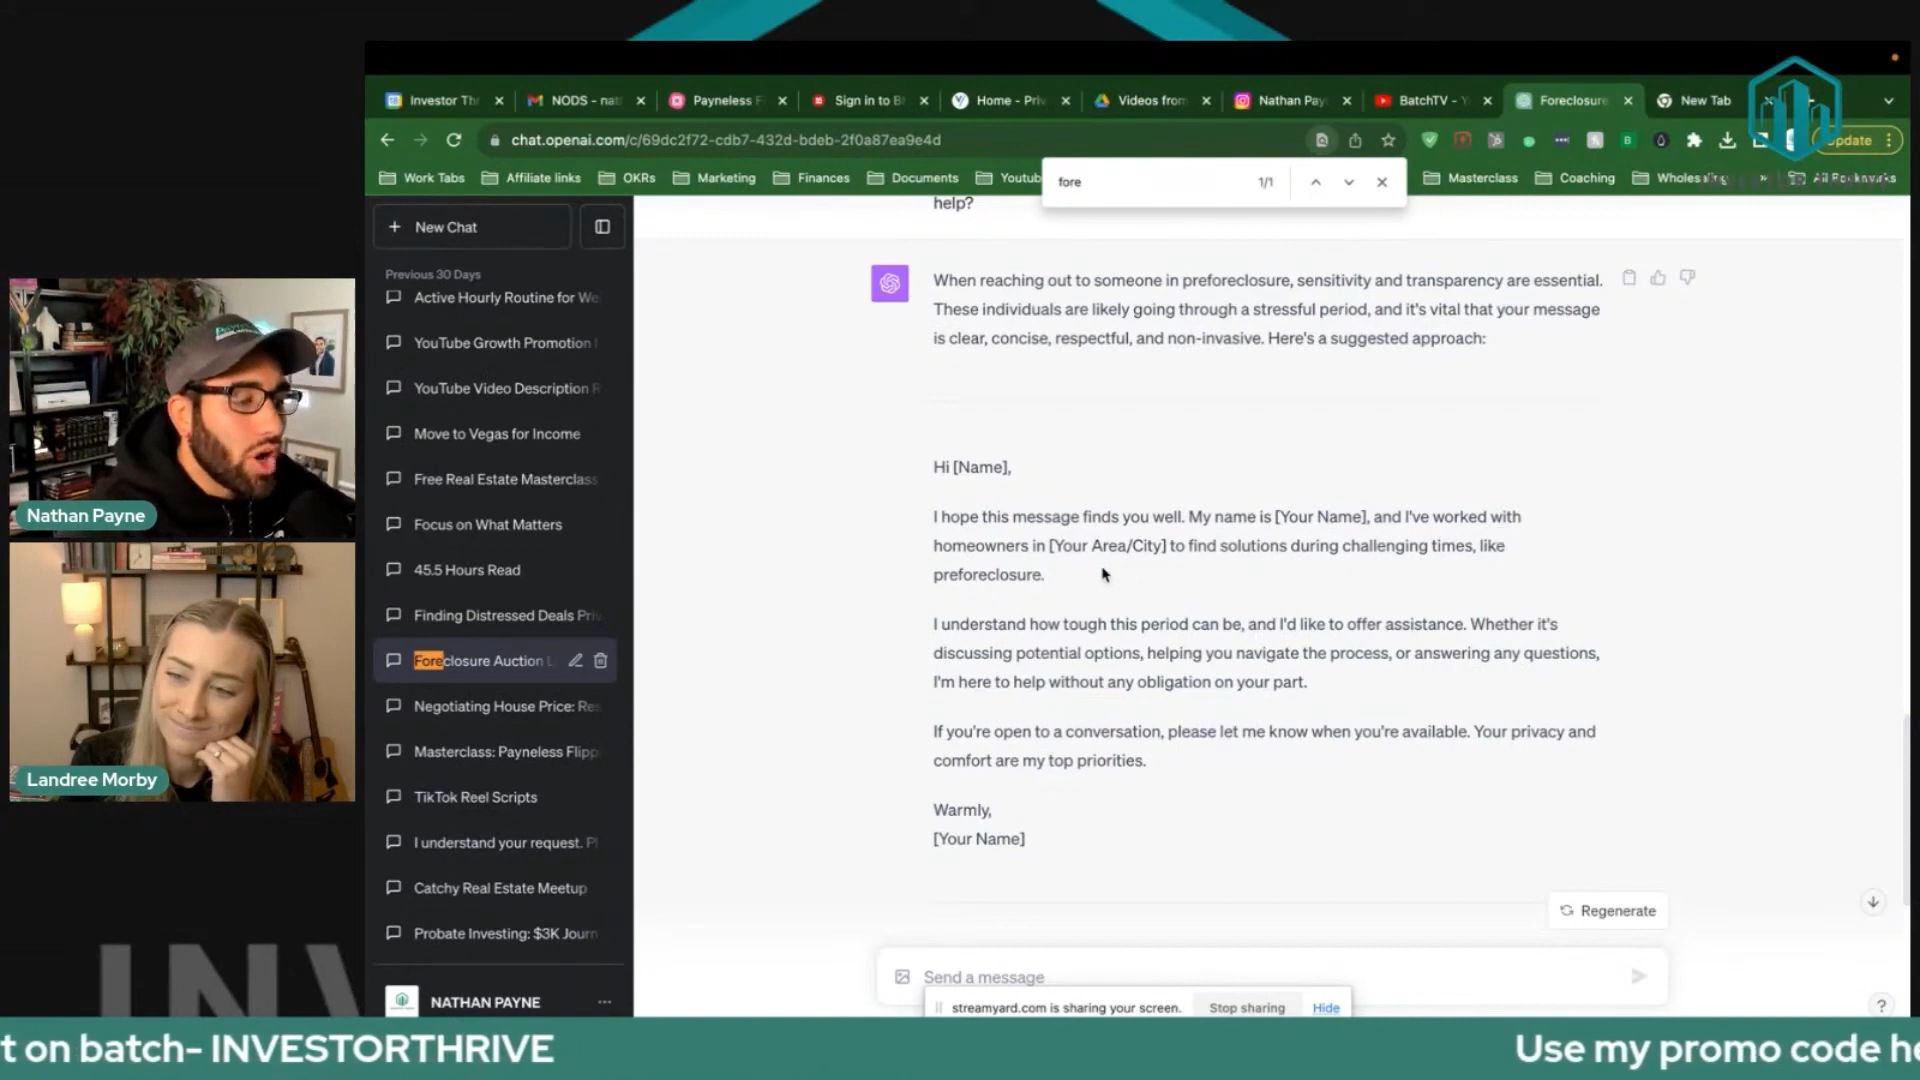 Investor Th
NODS - nat
Payneless F
Sign in to B
Home - Priv
Videos from
Nathan Pay
BatchTV - Y
Foreclosure
New Tab
chat.openai.com/c/69dc2f72-cdb7-432d-bdeb-2f0a87ea9e4d
Update
Work Tabs
Affiliate links
OKRs
Marketing
Finances
Documents
Youtub
fore
1/1
Masterclass
Coaching
Wholesaling
All Bookmarks
New Chat
Previous 30 Days
Active Hourly Routine for We
YouTube Growth Promotion
YouTube Video Description R
Move to Vegas for Income
Free Real Estate Masterclass
Focus on What Matters
45.5 Hours Read
Finding Distressed Deals Priv
Foreclosure Auction L
Negotiating House Price: Res
Masterclass: Payneless Flipp
TikTok Reel Scripts
I understand your request. Pl
Catchy Real Estate Meetup
Probate Investing: $3K Journ
NATHAN PAYNE
help?
When reaching out to someone in preforeclosure, sensitivity and transparency are essential.
These individuals are likely going through a stressful period, and it's vital that your message
is clear, concise, respectful, and non-invasive. Here's a suggested approach:
Hi [Name],
I hope this message finds you well. My name is [Your Name], and I've worked with
homeowners in [Your Area/City] to find solutions during challenging times, like
preforeclosure.
I understand how tough this period can be, and I'd like to offer assistance. Whether it's
discussing potential options, helping you navigate the process, or answering any questions,
I'm here to help without any obligation on your part.
If you're open to a conversation, please let me know when you're available. Your privacy and
comfort are my top priorities.
Warmly,
[Your Name]
Regenerate
Send a message
?
streamyard.com is sharing your screen.
Stop sharing
Hide
Nathan Payne
Landree Morby
INV
t on batch- INVESTORTHRIVE
Use my promo code he